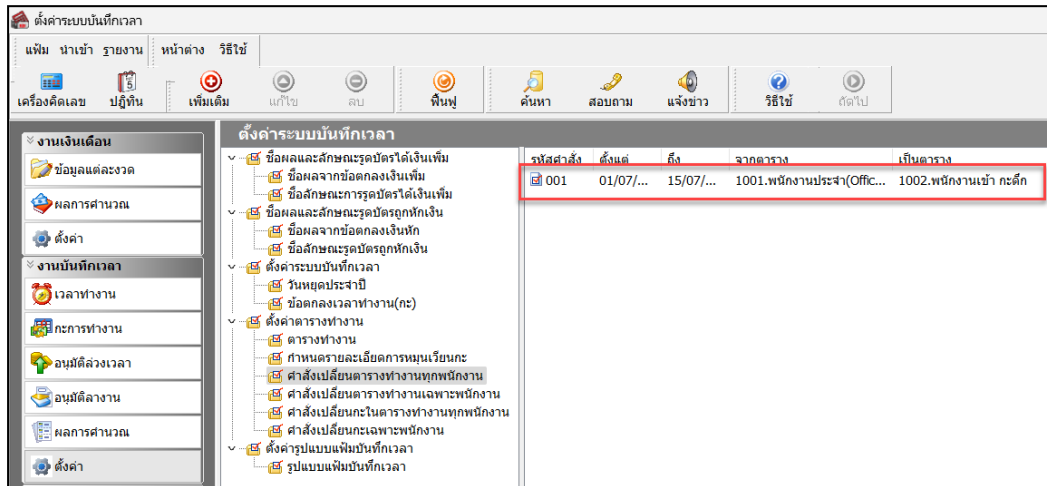 ตั้งค่าระบบบันทึกเวลา
แฟ้ม นำเข้า รายงาน หน้าต่าง วิธีใช้
5
เครื่องคิดเลข ปฏิทิน เพิ่มเติม แก้ไข ลบ ฟื้นฟู ค้นหา สอบถาม แจ้งข่าว วิธีใช้ ถัดไป
งานเงินเดือน
ข้อมูลแต่ละงวด
ผลการคำนวณ
ตั้งค่า
งานบันทึกเวลา
เวลาทำงาน
กะการทำงาน
อนุมัติล่วงเวลา
อนุมัติลางาน
ผลการคำนวณ
ตั้งค่า
ตั้งค่าระบบบันทึกเวลา
ชื่อผลและลักษณะรูดบัตรได้เงินเพิ่ม
ชื่อผลจากข้อตกลงเงินเพิ่ม
ชื่อลักษณะการรูดบัตรได้เงินเพิ่ม
ชื่อผลและลักษณะรูดบัตรถูกหักเงิน
ชื่อผลจากข้อตกลงเงินหัก
ชื่อลักษณะรูดบัตรถูกหักเงิน
ตั้งค่าระบบบันทึกเวลา
วันหยุดประจำปี
ข้อตกลงเวลาทำงาน(กะ)
ตั้งค่าตารางทำงาน
ตารางทำงาน
กำหนดรายละเอียดการหมุนเวียนกะ
คำสั่งเปลี่ยนตารางทำงานทุกพนักงาน
คำสั่งเปลี่ยนตารางทำงานเฉพาะพนักงาน
คำสั่งเปลี่ยนกะในตารางทำงานทุกพนักงาน
คำสั่งเปลี่ยนกะเฉพาะพนักงาน
ตั้งค่ารูปแบบแฟ้มบันทึกเวลา
รูปแบบแฟ้มบันทึกเวลา
รหัสคำสั่ง ตั้งแต่ ถึง จากตาราง เป็นตาราง
001 01/07/... 15/07/... 1001.พนักงานประจำ(Offic... 1002.พนักงานเข้า กะดึก